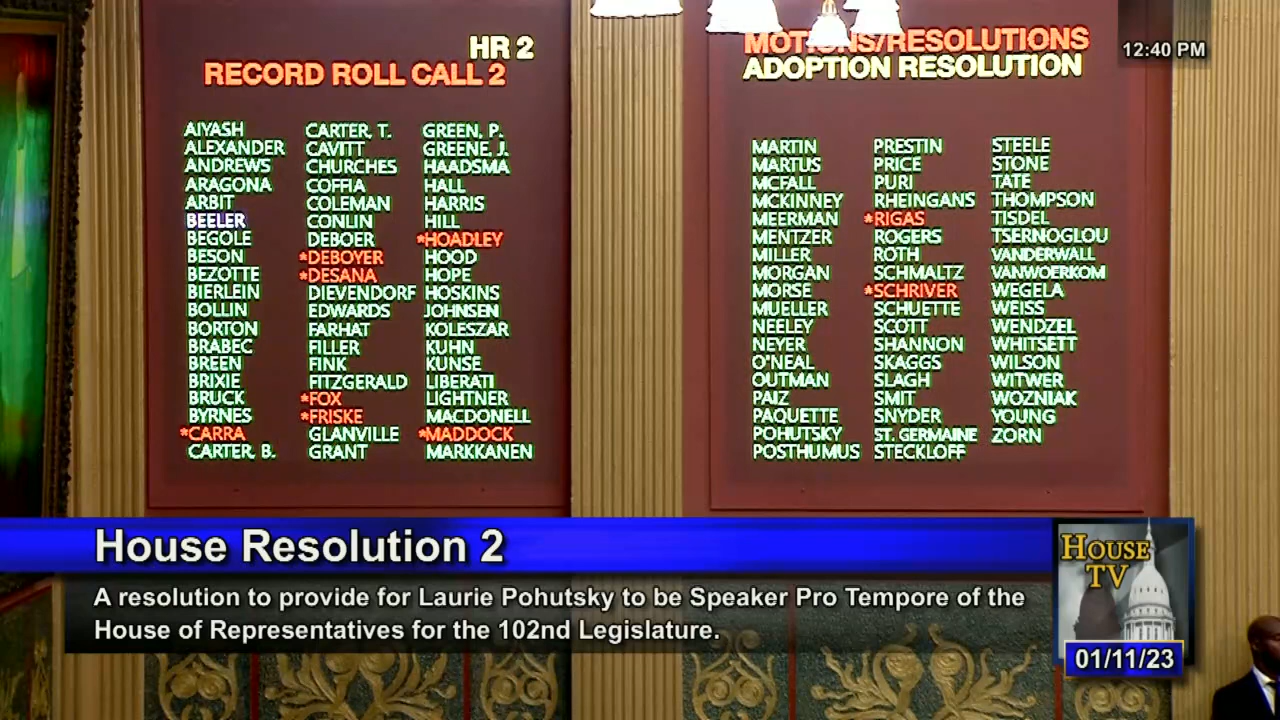 HR 2
RECORD ROLL CALL 2
AIYASH CARTER, T. GREEN, P.
ALEXANDER CAVITT GREENE, J.
ANDREWS CHURCHES HAADSMA
ARAGONA COFFIA HALL
ARBIT COLEMAN HARRIS
BEELER CONLIN HILL
BEGOLE DEBOER *HOADLEY
BESON *DEBOYER HOOD
BEZOTTE *DESANA HOPE
BIERLEIN DIEVENDORF HOSKINS
BOLLIN EDWARDS JOHNSEN
BORTON FARHAT KOLESZAR
BRABEC FILLER KUHN
BREEN FINK KUNSE
BRIXIE FITZGERALD LIBERATI
BRUCK *FOX LIGHTNER
BYRNES *FRISKE MACDONELL
*CARRA GLANVILLE *MADDOCK
CARTER, B. GRANT MARKKANEN
MOTIONS/RESOLUTIONS
ADOPTION RESOLUTION
MARTIN PRESTIN STEELE
MARTUS PRICE STONE
MCFALL PURI TATE
MCKINNEY RHEINGANS THOMPSON
MEERMAN *RIGAS TISDEL
MENTZER ROGERS TSERNOGLOU
MILLER ROTH VANDERWALL
MORGAN SCHMALTZ VANWOERKOM
MORSE *SCHRIVER WEGELA
MUELLER SCHUETTE WEISS
NEELEY SCOTT WENDZEL
NEYER SHANNON WHITSETT
O'NEAL SKAGGS WILSON
OUTMAN SLAGH WITWER
PAIZ SMIT WOZNIAK
PAQUETTE SNYDER YOUNG
POHUTSKY ST. GERMAINE ZORN
POSTHUMUS STECKLOFF
12:40 PM
House Resolution 2
A resolution to provide for Laurie Pohutsky to be Speaker Pro Tempore of the
House of Representatives for the 102nd Legislature.
HOUSE
TV
01/11/23